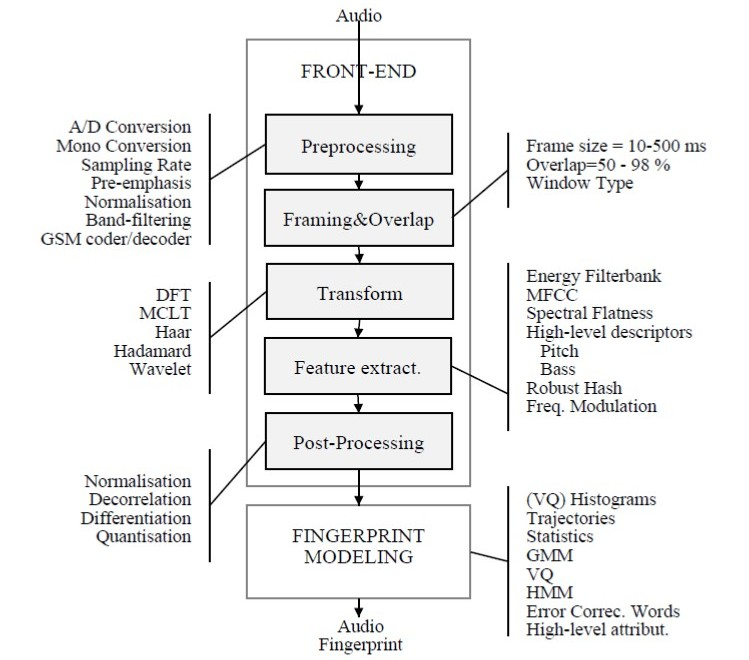 Audio
FRONT-END
A/D Conversion
Mono Conversion
Sampling Rate
Pre-emphasis
Normalisation
Band-filtering
GSM coder/decoder
Preprocessing
Frame size = 10-500 ms
Overlap=50 - 98 %
Window Type
Framing&Overlap
DFT
MCLT
Haar
Hadamard
Wavelet
Transform
Energy Filterbank
MFCC
Spectral Flatness
High-level descriptors
Pitch
Bass
Robust Hash
Freq. Modulation
Feature extract.
Post-Processing
Normalisation
Decorrelation
Differentiation
Quantisation
FINGERPRINT
MODELING
(VQ) Histograms
Trajectories
Statistics
GMM
VQ
HMM
Error Correc. Words
High-level attribut.
Audio
Fingerprint